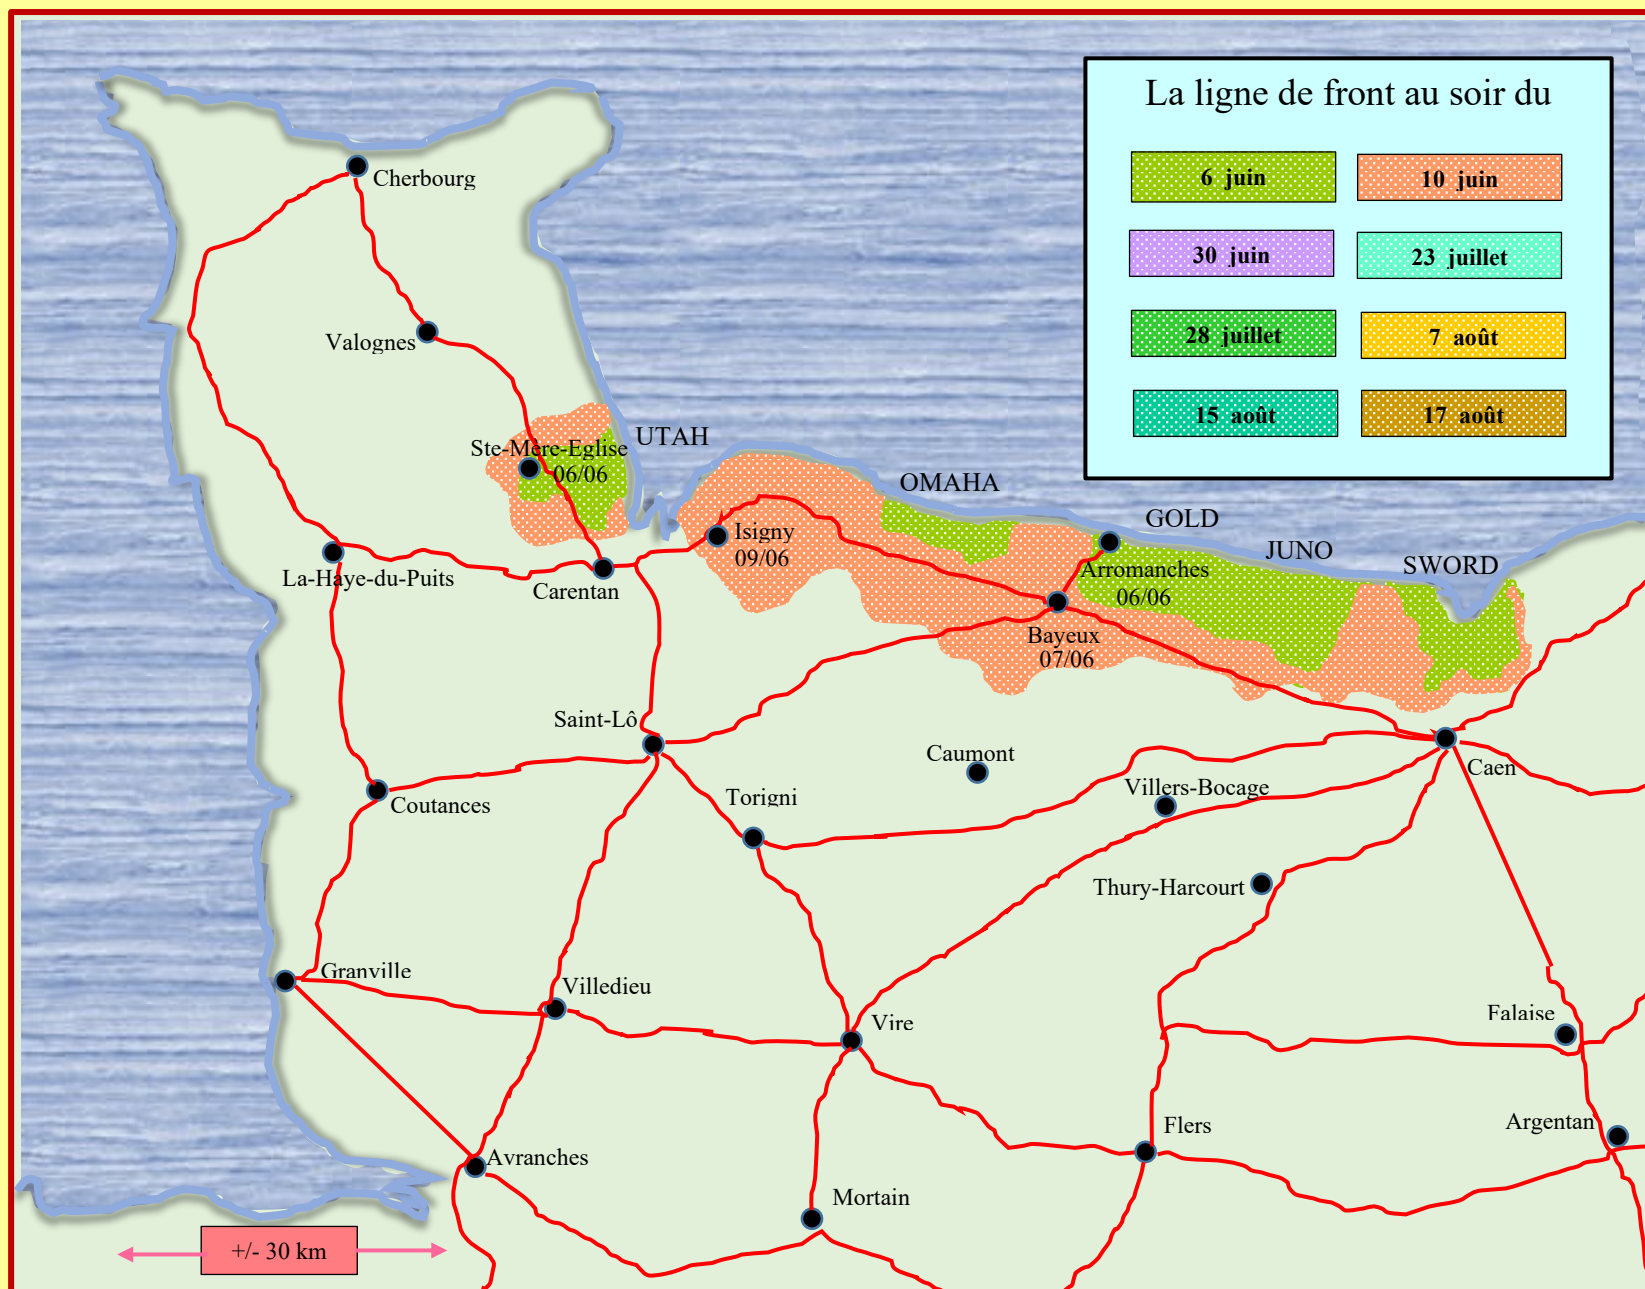 La ligne de front au soir du
6 juin
10 juin
30 juin
23 juillet
28 juillet
7 août
15 août
17 août
Cherbourg
Valognes
Ste-Mère-Eglise
06/06
UTAH
OMAHA
GOLD
JUNO
SWORD
Isigny
09/06
Arromanches
06/06
La-Haye-du-Puits
Carentan
Bayeux
07/06
Saint-Lô
Caumont
Caen
Villers-Bocage
Coutances
Torigni
Thury-Harcourt
Granville
Villedieu
Vire
Falaise
Flers
Argentan
Avranches
Mortain
+/- 30 km